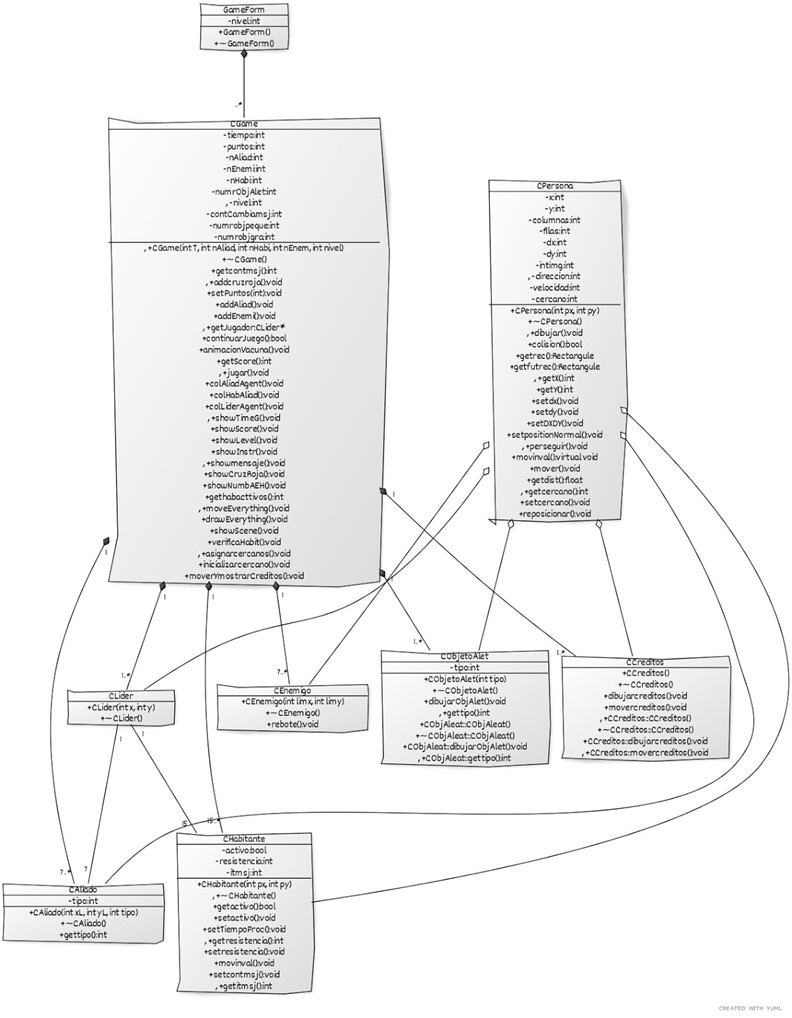 GameForm
-nivel:int
+GameForm()
+~GameForm()
-.*
CGame
-tiempo:int
-puntos:int
-nAliad:int
-nEnemi:int
-nHabi:int
-numrObjAlet:int
,-nivel:int
-contCambiamsj:int
-numrobjpeque:int
-numrobjgra:int
,+CGame(int T, int nAliad, int nHabi, int nEnem, int nivel)
+~CGame()
+getcontmsj():int
,+addcruzroja():void
+setPuntos(int):void
+addAliad():void
+addEnemi():void
,+getJugador:CLider*
+continuarJuego():bool
+animacionVacuna():void
+getScore():int
,+jugar():void
+colAliadAgent():void
+colHabAliad():void
+colLiderAgent():void
,+showTimeG():void
+showScore():void
+showLevel():void
+showInstr():void
,+showmensaje():void
+showCruzRoja():void
+showNumbAEH():void
+gethabacttivos():int
,+moveEverything():void
+drawEverything():void
+showScene():void
+verificaHabit():void
,+asignarcercanos():void
+inicializarcercano():void
+moverYmostrarCreditos():void
CPersona
-x:int
-y:int
-columnas:int
-filas:int
-dx:int
-dy:int
-intimg:int
,-direccion:int
-velocidad:int
-cercano:int
+CPersona(int px, int py)
+~CPersona()
,+dibujar():void
+colision():bool
+getrec():Rectangule
+getfutrec():Rectangule
,+getX():int
+getY():int
+setdx():void
+setdy():void
+setDXDY():void
+setpositionNormal():void
,+perseguir():void
+movinval():virtual void
+mover():void
+getdist():float
,+getcercano():int
+setcercano():void
+reposicionar():void
1
1
1
1
1
1
1..*
7..*
1..*
1..*
CLider
+CLider(int x, int y)
+~CLider()
CEnemigo
+CEnemigo(int limx, int limy)
+~CEnemigo()
+rebote():void
CObjetoAlet
-tipo:int
+CObjetoAlet(int tipo)
+~CObjetoAlet()
+dibujarObjAlet():void
,+gettipo():int
+CObjAleat::CObjAleat()
+~CObjAleat::CObjAleat()
+CObjAleat::dibujarObjAlet():void
,+CObjAleat::gettipo():int
CCreditos
+CCreditos()
+~CCreditos()
+dibujarcreditos():void
+movercreditos():void
,+CCreditos::CCreditos()
+~CCreditos::CCreditos()
+CCreditos::dibujarcreditos():void
,+CCreditos::movercreditos():void
1
1
15
15..*
7..*
7
CAliado
-tipo:int
+CAliado(int xL, int yL, int tipo)
+~CAliado()
+gettipo():int
CHabitante
-activo:bool
-resistencia:int
-itmsj:int
+CHabitante(int px, int py)
,+~CHabitante()
+getactivo():bool
+setactivo():void
+setTiempoProc():void
,+getresistencia():int
+setresistencia():void
+movinval():void
+setcontmsj():void
,+getitmsj():int
CREATED WITH YUML